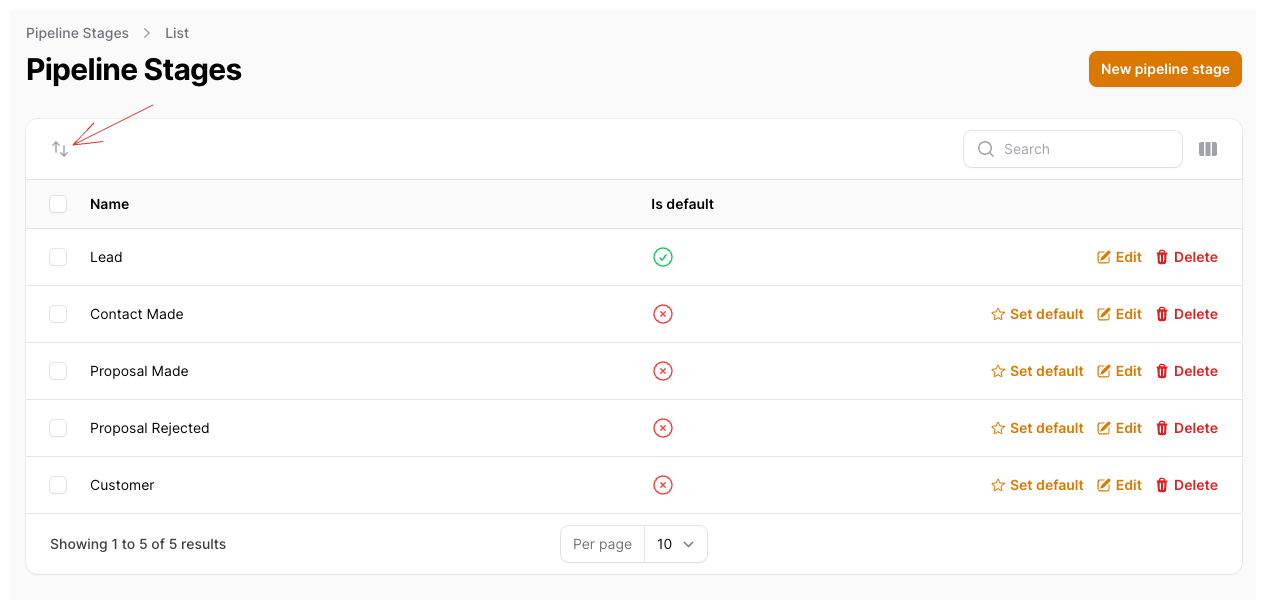 Pipeline Stages > List
Pipeline Stages
New pipeline stage
Search
Name Is default
Lead Edit Delete
Contact Made Set default Edit Delete
Proposal Made Set default Edit Delete
Proposal Rejected Set default Edit Delete
Customer Set default Edit Delete
Showing 1 to 5 of 5 results Per page 10